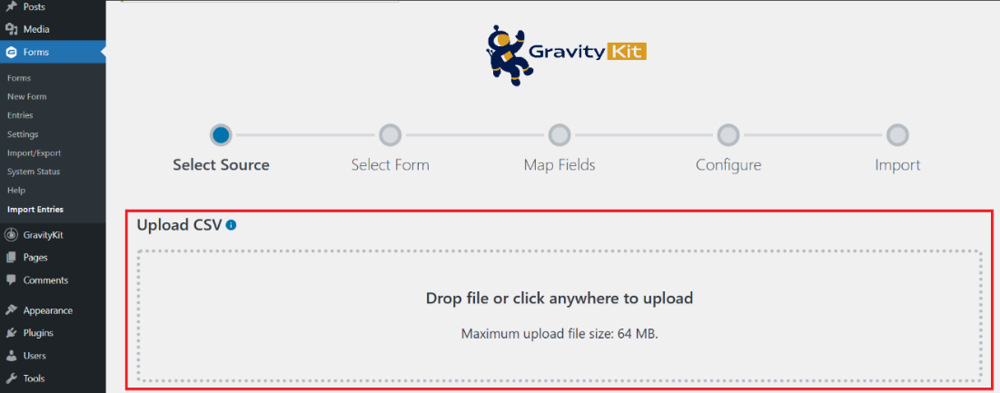 Posts
Media
Forms
Forms
New Form
Entries
Settings
Import/Export
System Status
Help
Import Entries
GravityKit
Pages
Comments
Appearance
Plugins
Users
Tools
Gravity Kit
Select Source
Select Form
Map Fields
Configure
Import
Upload CSV
Drop file or click anywhere to upload
Maximum upload file size: 64 MB.